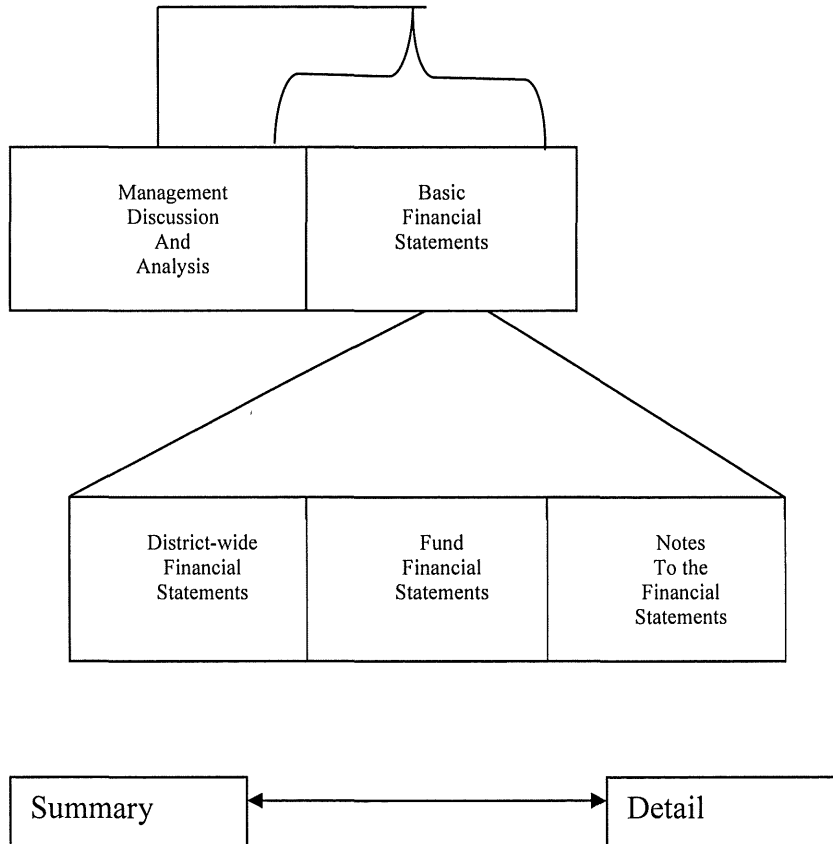 Management
Discussion
And
Analysis
Basic
Financial
Statements
District-wide
Financial
Statements
Fund
Financial
Statements
Notes
To the
Financial
Statements
Summary
Detail